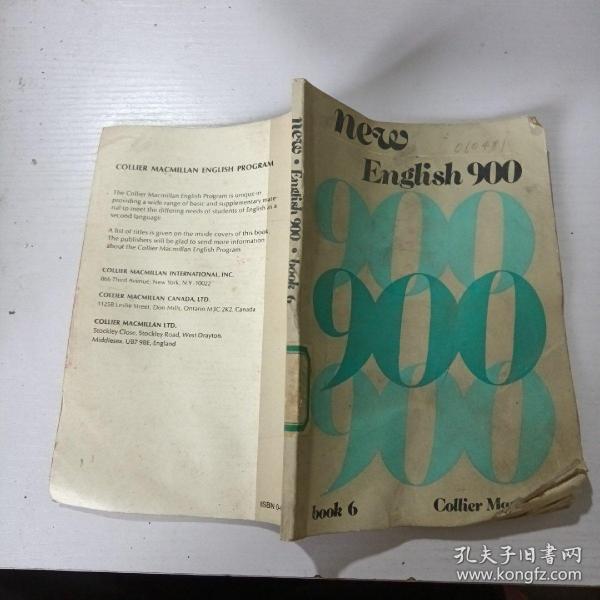 COLLIER MACMILLAN ENGLISH PROGRAM
The Collier Macmillan English Program is unique in
providing a wide range of basic and supplementary mate-
rial to meet the differing needs of students of English as a
second language
A list of titles is given on the inside covers of this book.
The publishers will be glad to send more information
about the Collier Macmillan English Program
COLLIER MACMILLAN INTERNATIONAL, INC.
866 Third Avenue, New York, N.Y. 10022
COLLIER MACMILLAN CANADA, LTD.
1125B Leslie Street, Don Mills, Ontario M3C 2K2, Canada
COLLIER MACMILLAN LTD.
Stockley Close, Stockley Road, West Drayton,
Middlesex, UB7 9BE, England
ISBN
new • English 900 • book 6
new
English 900
900
900
900
book 6
Collier
孔夫子旧书网
www.kongfz.com